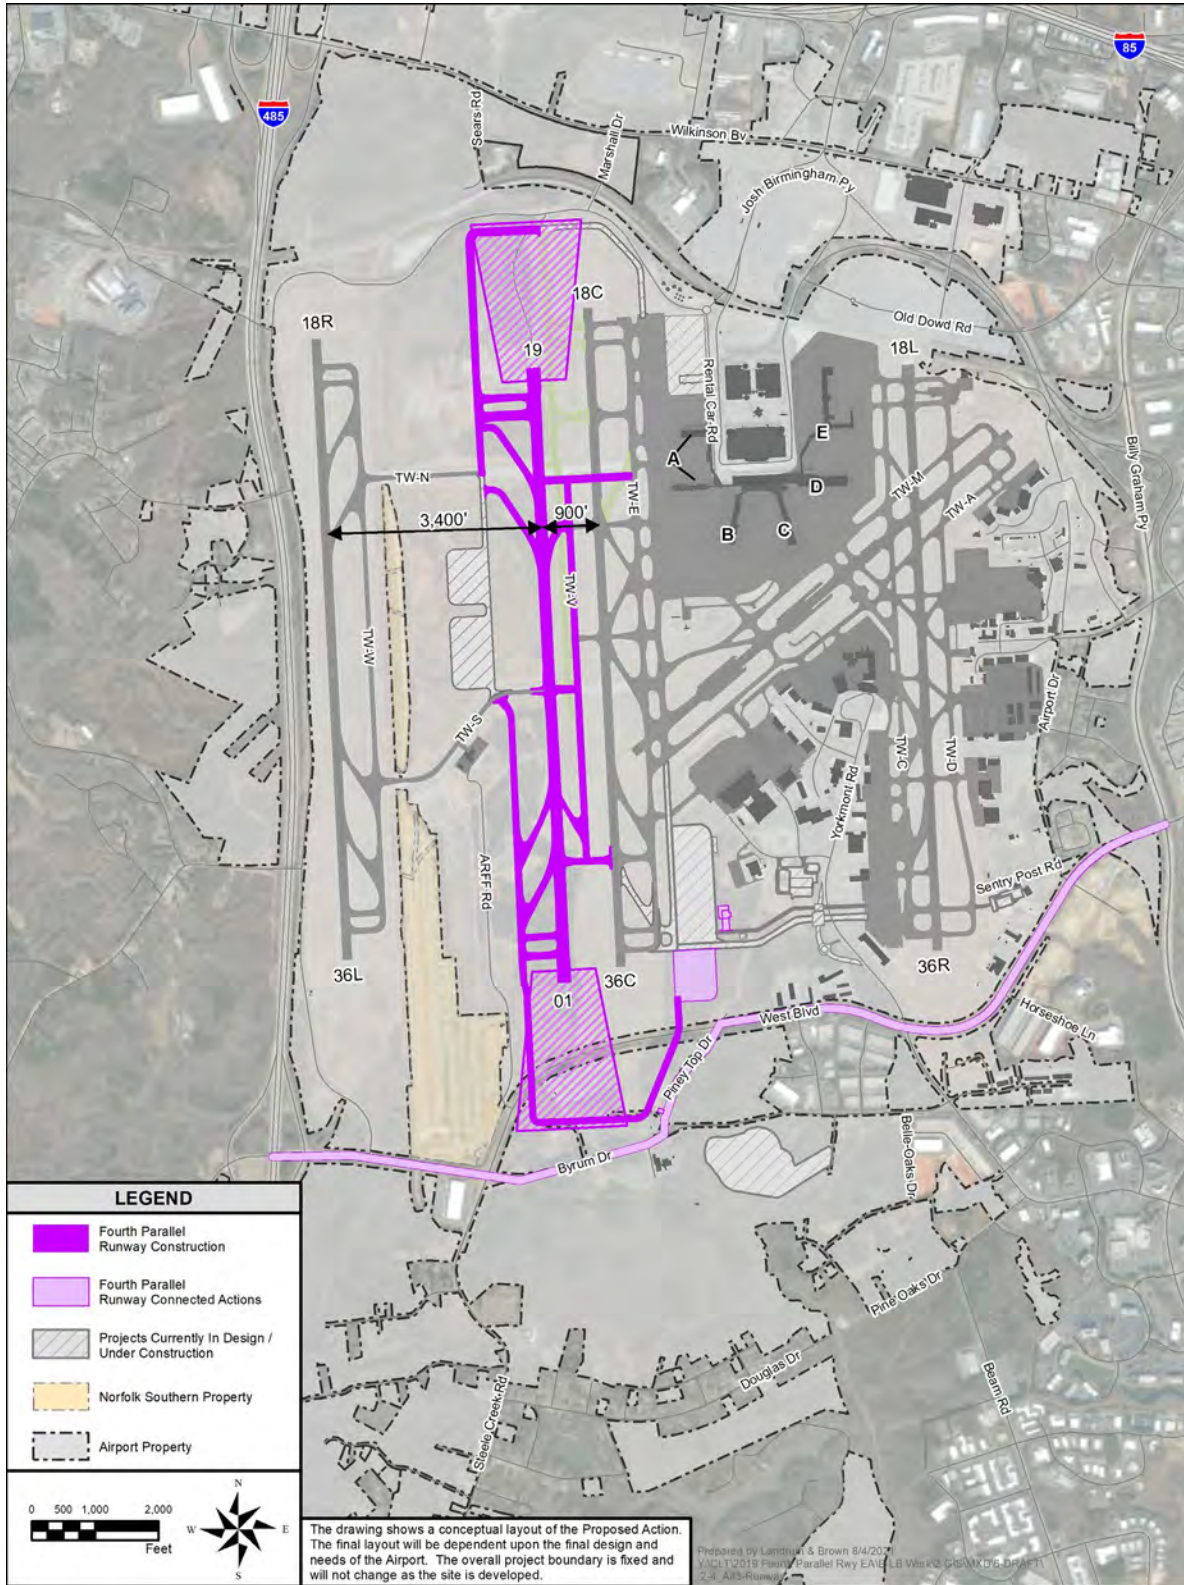 85
485
Sears Rd
Marshall Dr
Wilkinson Bv
Josh Birmingham Py
18C
18R
19
Old Dowd Rd
18L
Rental Car Rd
Billy Graham Py
E
A
TW-N
TW-E
D
TW-M
TW-A
3,400'
900'
B
C
TW-V
TW-W
TW-S
Airport Dr
TW-C
TW-D
Yorkmont Rd
ARFF Rd
Sentry Post Rd
36L
01
36C
36R
West Blvd
Horseshoe Ln
Piney Top Dr
Byrum Dr
Belle-Oaks Dr
Pine Oaks Dr
Douglas Dr
Beam Rd
Steele Creek Rd
LEGEND
Fourth Parallel
Runway Construction
Fourth Parallel
Runway Connected Actions
Projects Currently In Design /
Under Construction
Norfolk Southern Property
Airport Property
0 500 1,000 2,000
Feet
N
W E
S
The drawing shows a conceptual layout of the Proposed Action.
The final layout will be dependent upon the final design and
needs of the Airport. The overall project boundary is fixed and
will not change as the site is developed.
Prepared by Landrum & Brown 8/4/2021